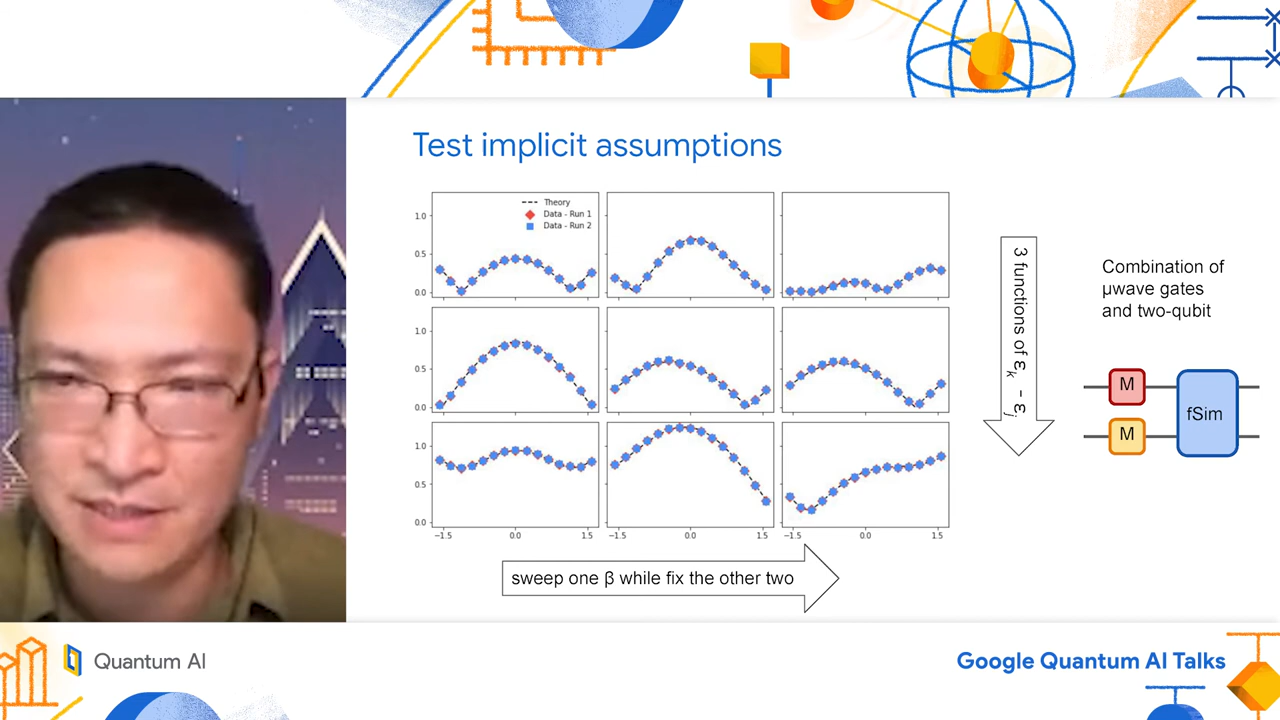 Test implicit assumptions
Theory
Data - Run 1
Data - Run 2
1.0
0.5
0.0
1.0
0.5
0.0
1.0
0.5
0.0
−1.5
0.0
1.5
−1.5
0.0
1.5
−1.5
0.0
1.5
sweep one β while fix the other two
3 functions of εₖ - εⱼ
Combination of
μwave gates
and two-qubit
M
M
fSim
Quantum AI
Google Quantum AI Talks